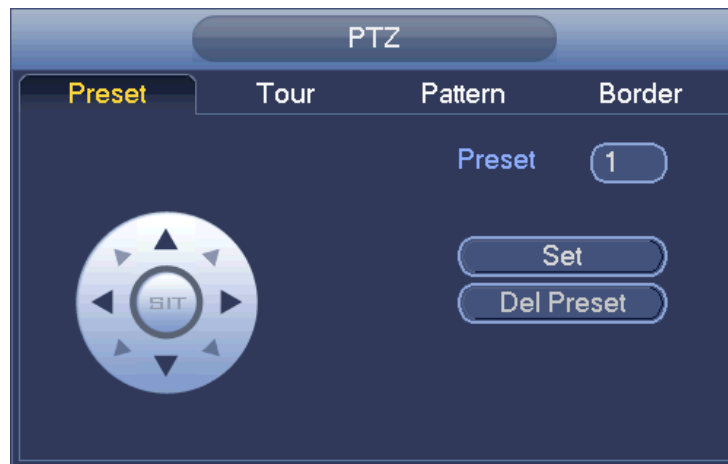 PTZ
Preset Tour Pattern Border
Preset 1
Set
SIT
Del Preset